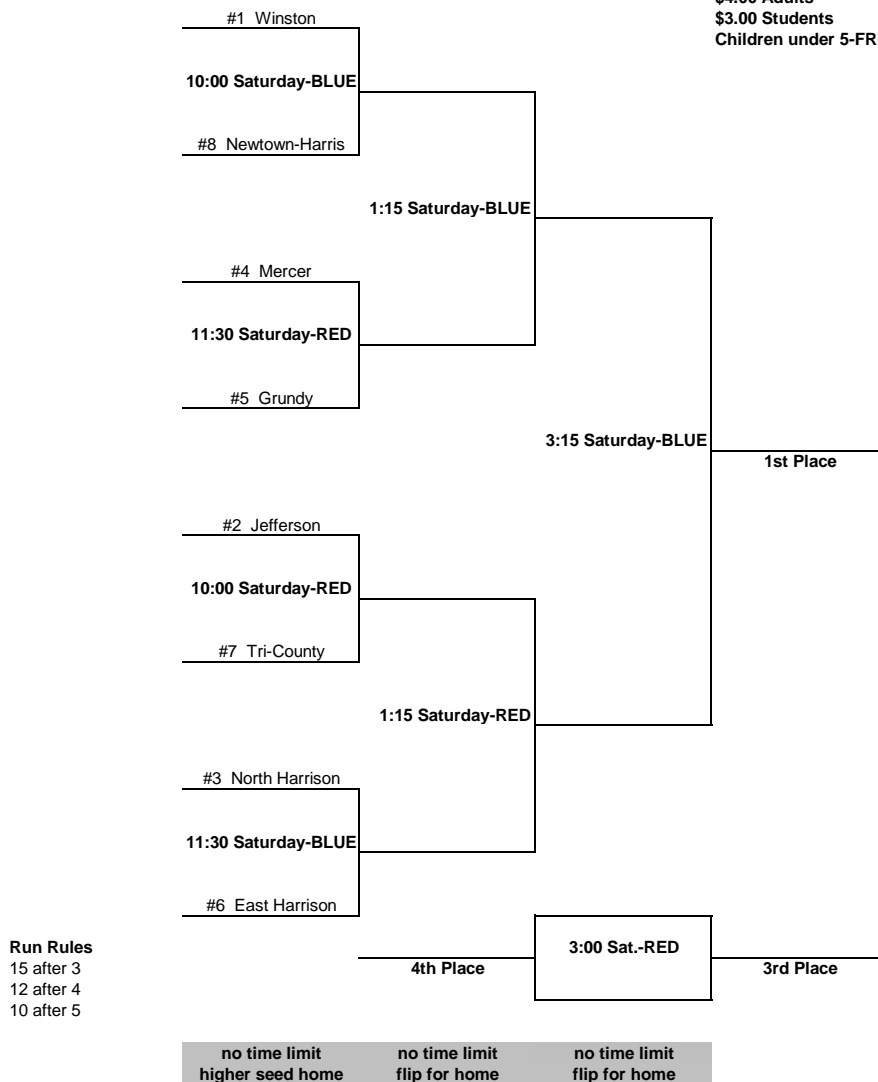 $4.00 Adults
#1 Winston
$3.00 Students
Children under 5-FR
10:00 Saturday-BLUE
#8 Newtown-Harris
1:15 Saturday-BLUE
#4 Mercer
11:30 Saturday-RED
#5 Grundy
3:15 Saturday-BLUE
1st Place
#2 Jefferson
10:00 Saturday-RED
#7 Tri-County
1:15 Saturday-RED
#3 North Harrison
11:30 Saturday-BLUE
#6 East Harrison
Run Rules
15 after 3
12 after 4
10 after 5
4th Place
3:00 Sat.-RED
3rd Place
no time limit no time limit no time limit
higher seed home flip for home flip for home